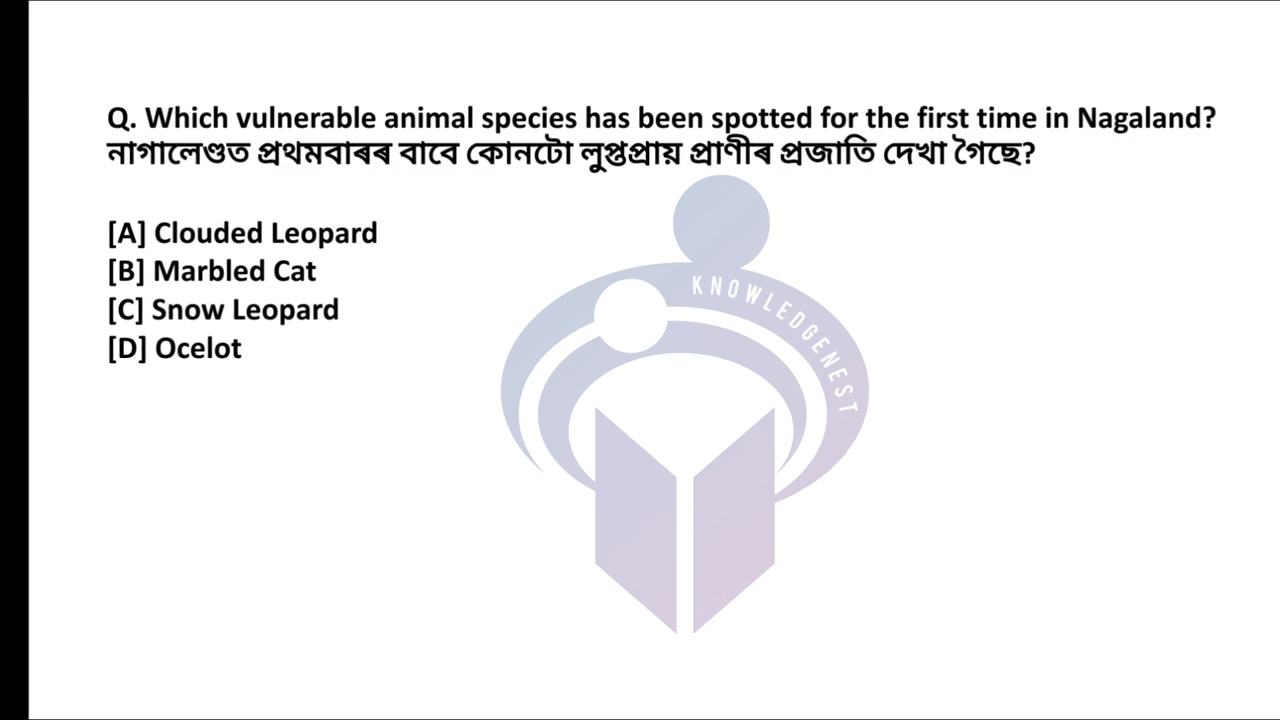 Q. Which vulnerable animal species has been spotted for the first time in Nagaland?
নাগালেণ্ডত প্ৰথমবাৰৰ বাবে কোনটো লুপ্তপ্ৰায় প্ৰাণীৰ প্ৰজাতি দেখা গৈছে?
[A] Clouded Leopard
[B] Marbled Cat
[C] Snow Leopard
[D] Ocelot
KNOWLEDGENEST